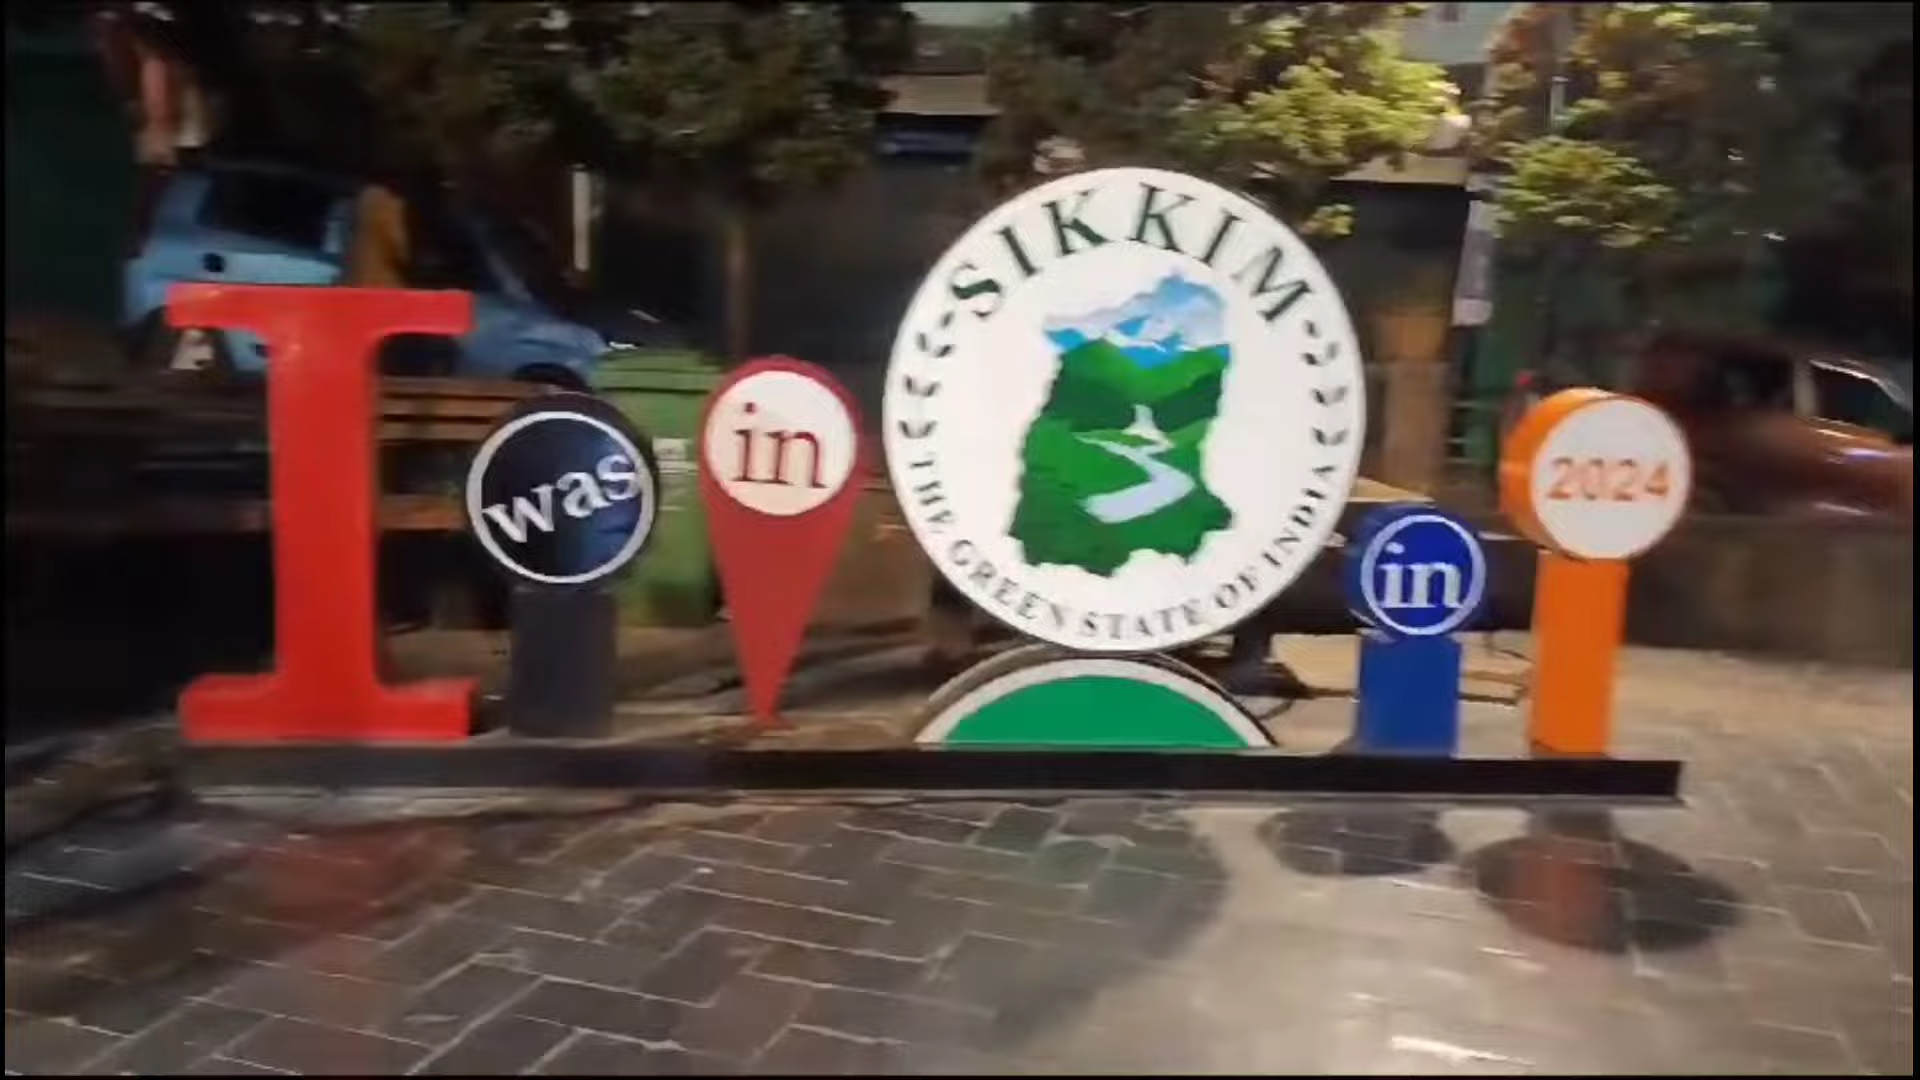 I
was
in
SIKKIM
THE GREEN STATE OF INDIA
in
2024